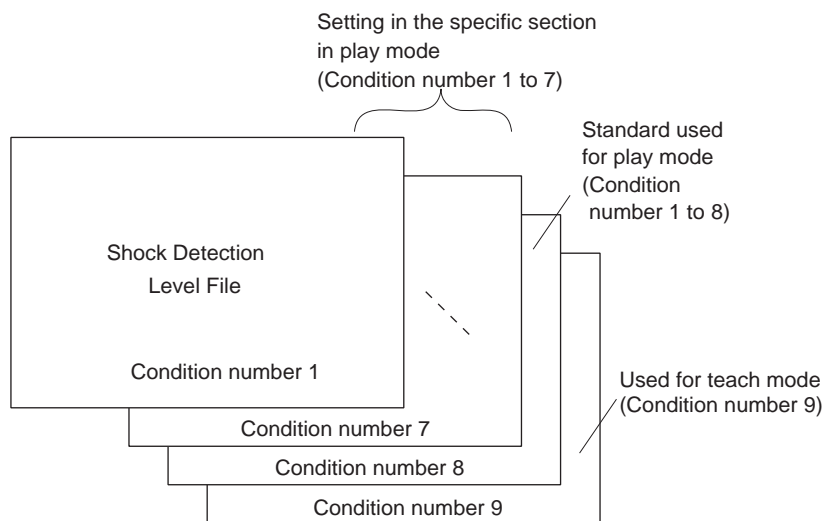 Setting in the specific section
in play mode
(Condition number 1 to 7)
Standard used
for play mode
(Condition
number 1 to 8)
Shock Detection
Level File
Condition number 1
Used for teach mode
(Condition number 9)
Condition number 7
Condition number 8
Condition number 9